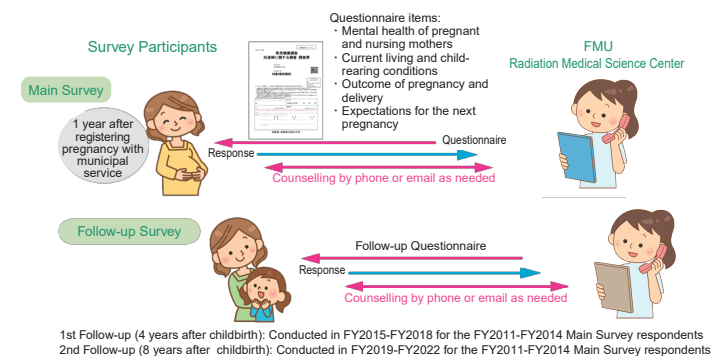 Questionnaire items:
・Mental health of pregnant
and nursing mothers
・Current living and child-
rearing conditions
・Outcome of pregnancy and
delivery
・Expectations for the next
pregnancy
Survey Participants
FMU
Radiation Medical Science Center
Main Survey
1 year after
registering
pregnancy with
municipal
service
Questionnaire
Response
Counselling by phone or email as needed
Follow-up Survey
Follow-up Questionnaire
Response
Counselling by phone or email as needed
1st Follow-up (4 years after childbirth): Conducted in FY2015-FY2018 for the FY2011-FY2014 Main Survey respondents
2nd Follow-up (8 years after childbirth): Conducted in FY2019-FY2022 for the FY2011-FY2014 Main Survey respondents